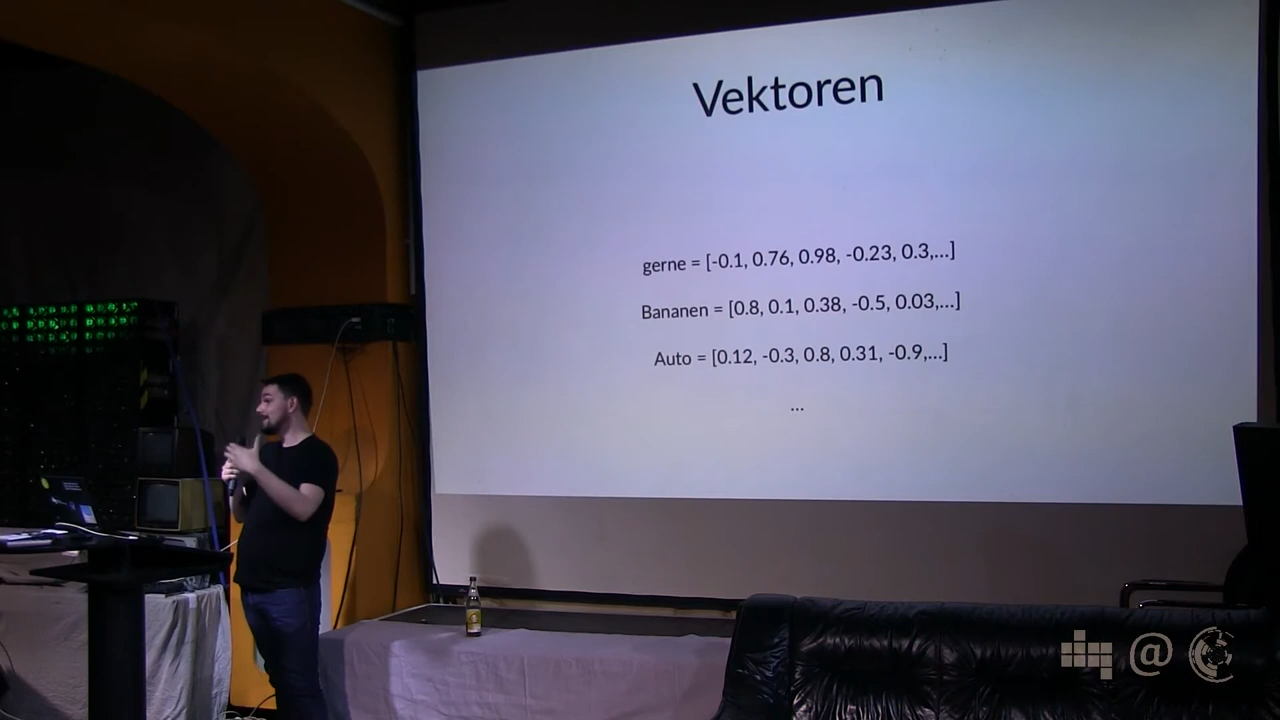 Vektoren
gerne = [-0.1, 0.76, 0.98, -0.23, 0.3,...]
Bananen = [0.8, 0.1, 0.38, -0.5, 0.03,...]
Auto = [0.12, -0.3, 0.8, 0.31, -0.9,...]
...
@